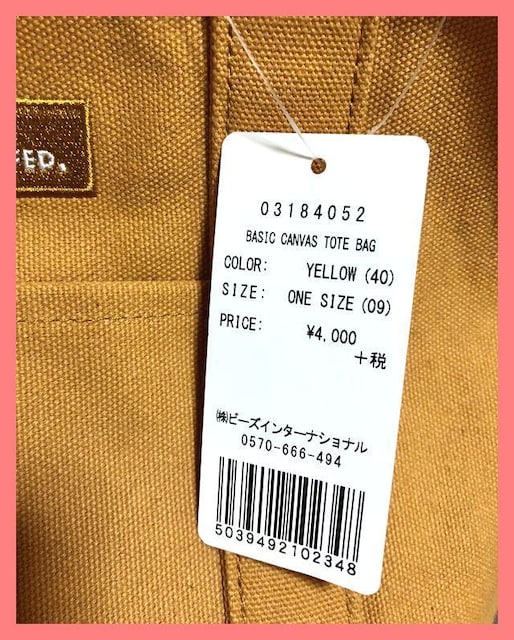 FED.
03184052
BASIC CANVAS TOTE BAG
COLOR: YELLOW (40)
SIZE: ONE SIZE (09)
PRICE: ¥4,000
+税
㈱ビーズインターナショナル
0570-666-494
5039492102348